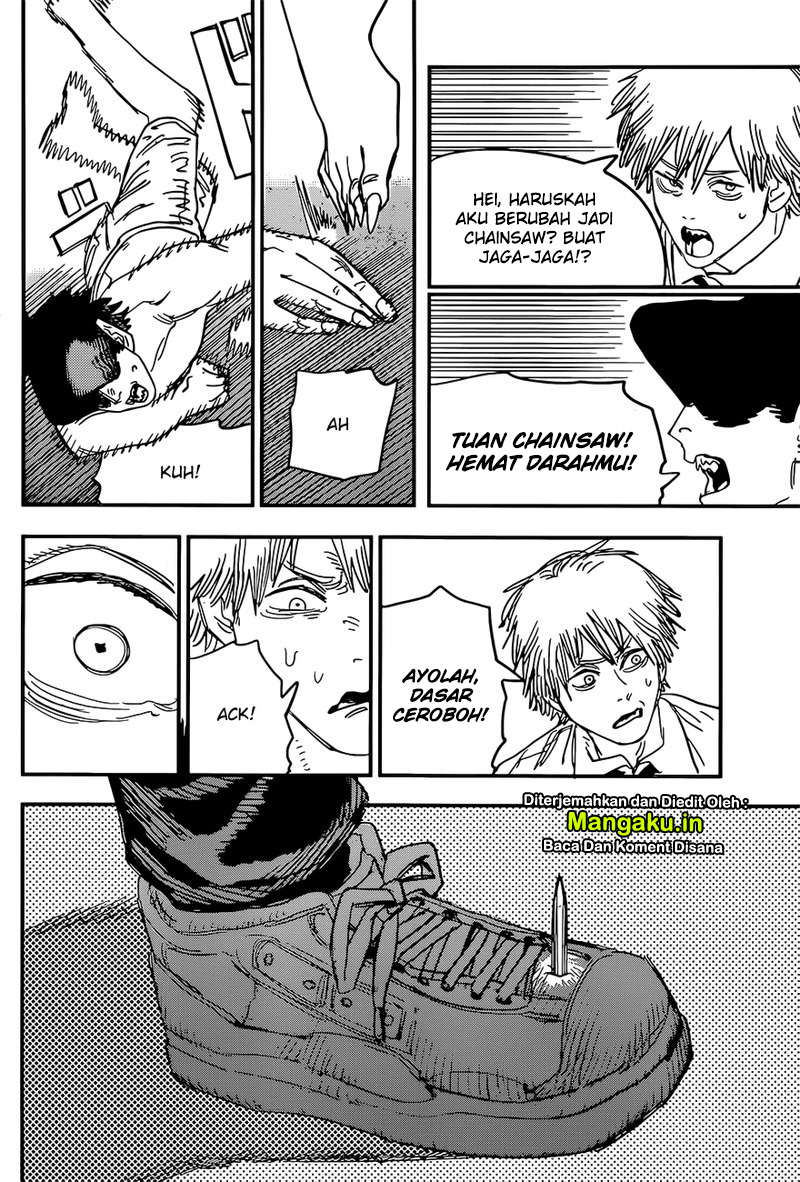 HEI, HARUSKAH
AKU BERUBAH JADI
CHAINSAW? BUAT
JAGA-JAGA!?
TUAN CHAINSAW!
HEMAT DARAHMU!
AH
KUH!
AYOLAH,
DASAR
CEROBOH!
ACK!
Diterjemahkan dan Diedit Oleh :
Mangaku.in
Baca Dan Koment Disana